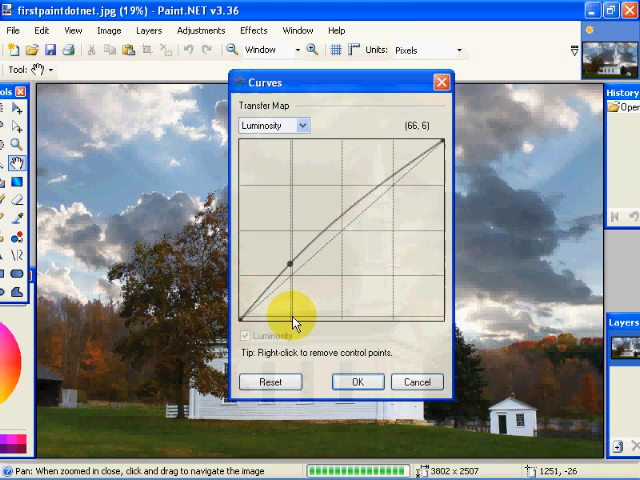 firstpaintdotnet.jpg (19%) - Paint.NET v3.36
File Edit View Image Layers Adjustments Effects Window Help
Window Units: Pixels
Tool:
ols
Curves
Transfer Map
Luminosity (66, 6)
Luminosity
Tip: Right-click to remove control points.
Reset OK Cancel
History
Open
Layers
Pan: When zoomed in close, click and drag to navigate the image 3802 x 2507 1251, -26